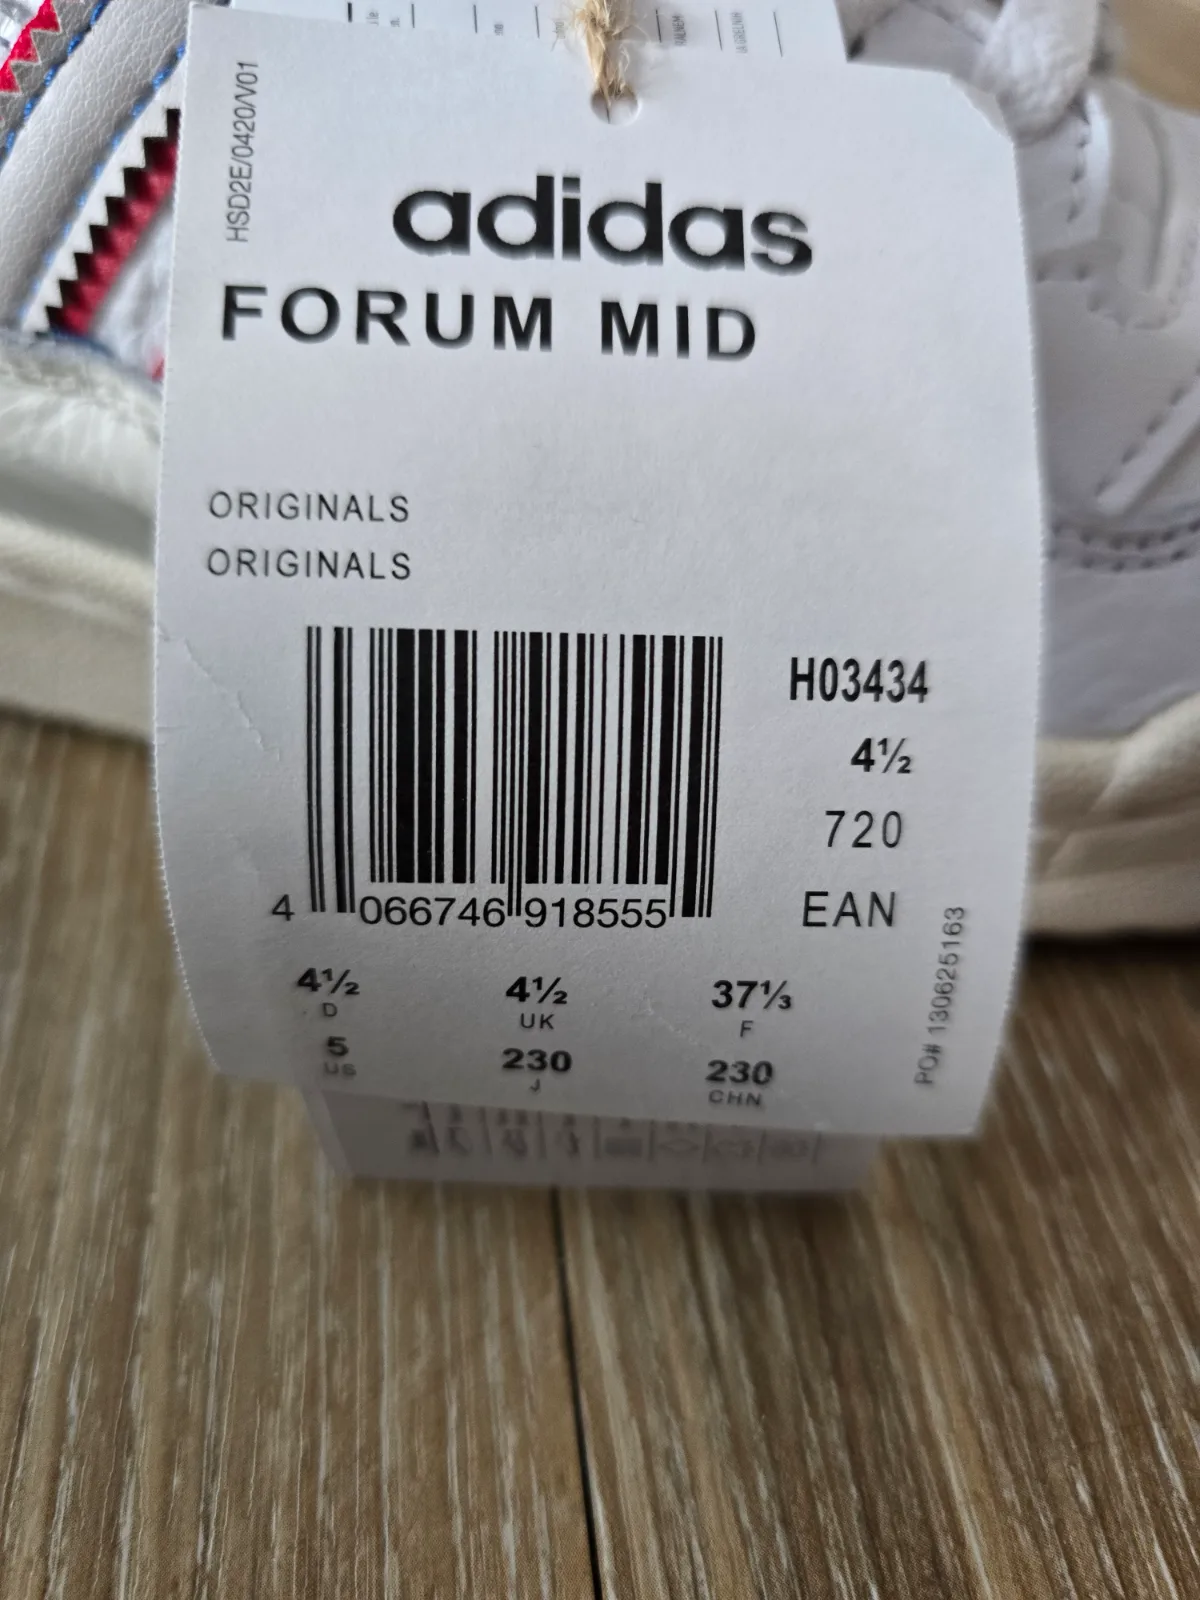 HSD2E/0420/V01
adidas
FORUM MID
ORIGINALS
ORIGINALS
H03434
4½
720
EAN
4 066746 918555
4½ 4½ 37⅓
D UK F
5 230 230
US J CHN
PO# 130625163